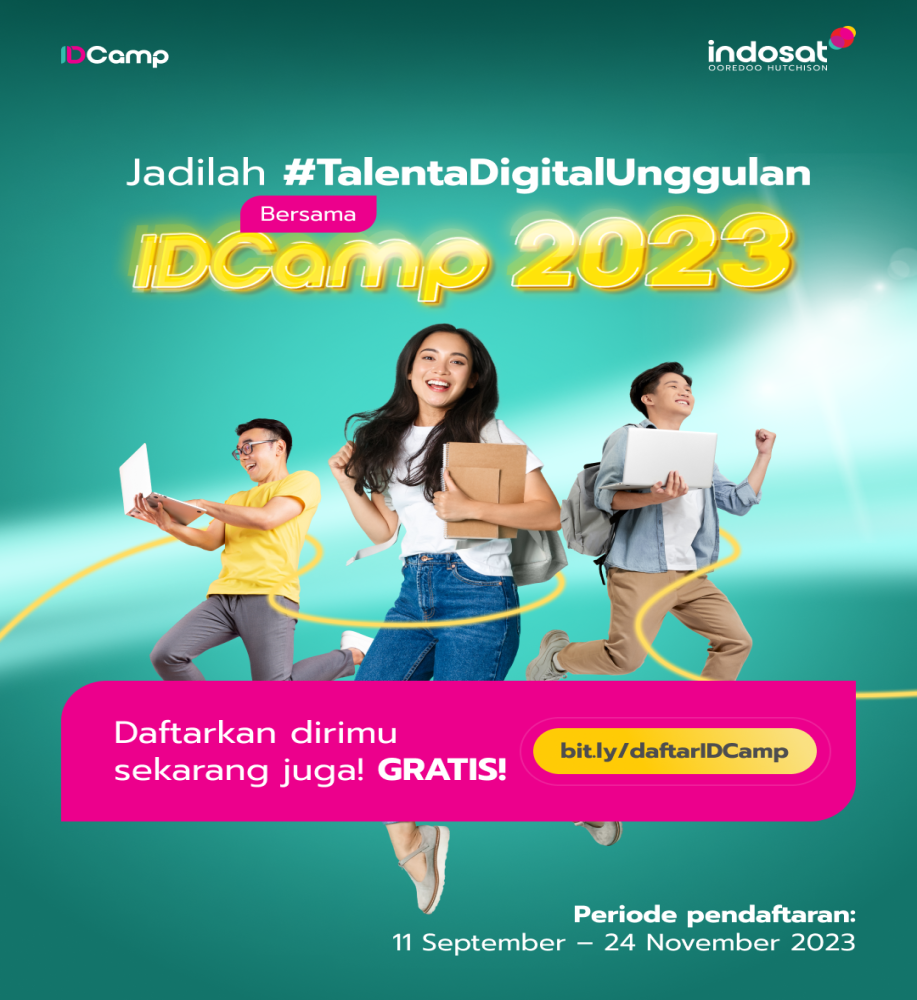 IDCamp
indosat
OOREDOO HUTCHISON
Jadilah #TalentaDigitalUnggulan
Bersama
IDCamp 2023
Daftarkan dirimu
sekarang juga! GRATIS!
bit.ly/daftarIDCamp
Periode pendaftaran:
11 September – 24 November 2023